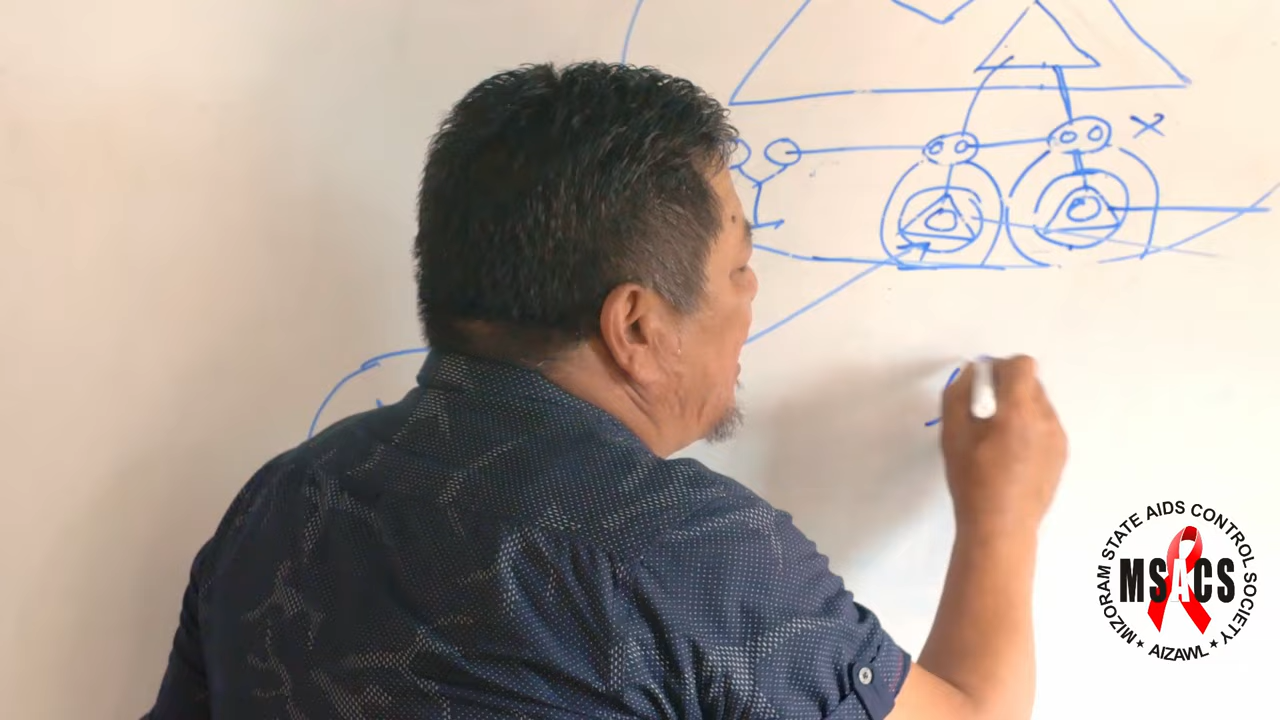 X
MIZORAM STATE AIDS CONTROL SOCIETY
MSACS
★ AIZAWL ★